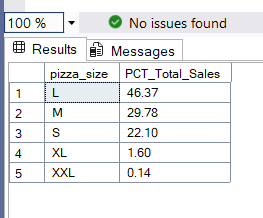 100 % No issues found
Results Messages
pizza_size PCT_Total_Sales
1 L 46.37
2 M 29.78
3 S 22.10
4 XL 1.60
5 XXL 0.14